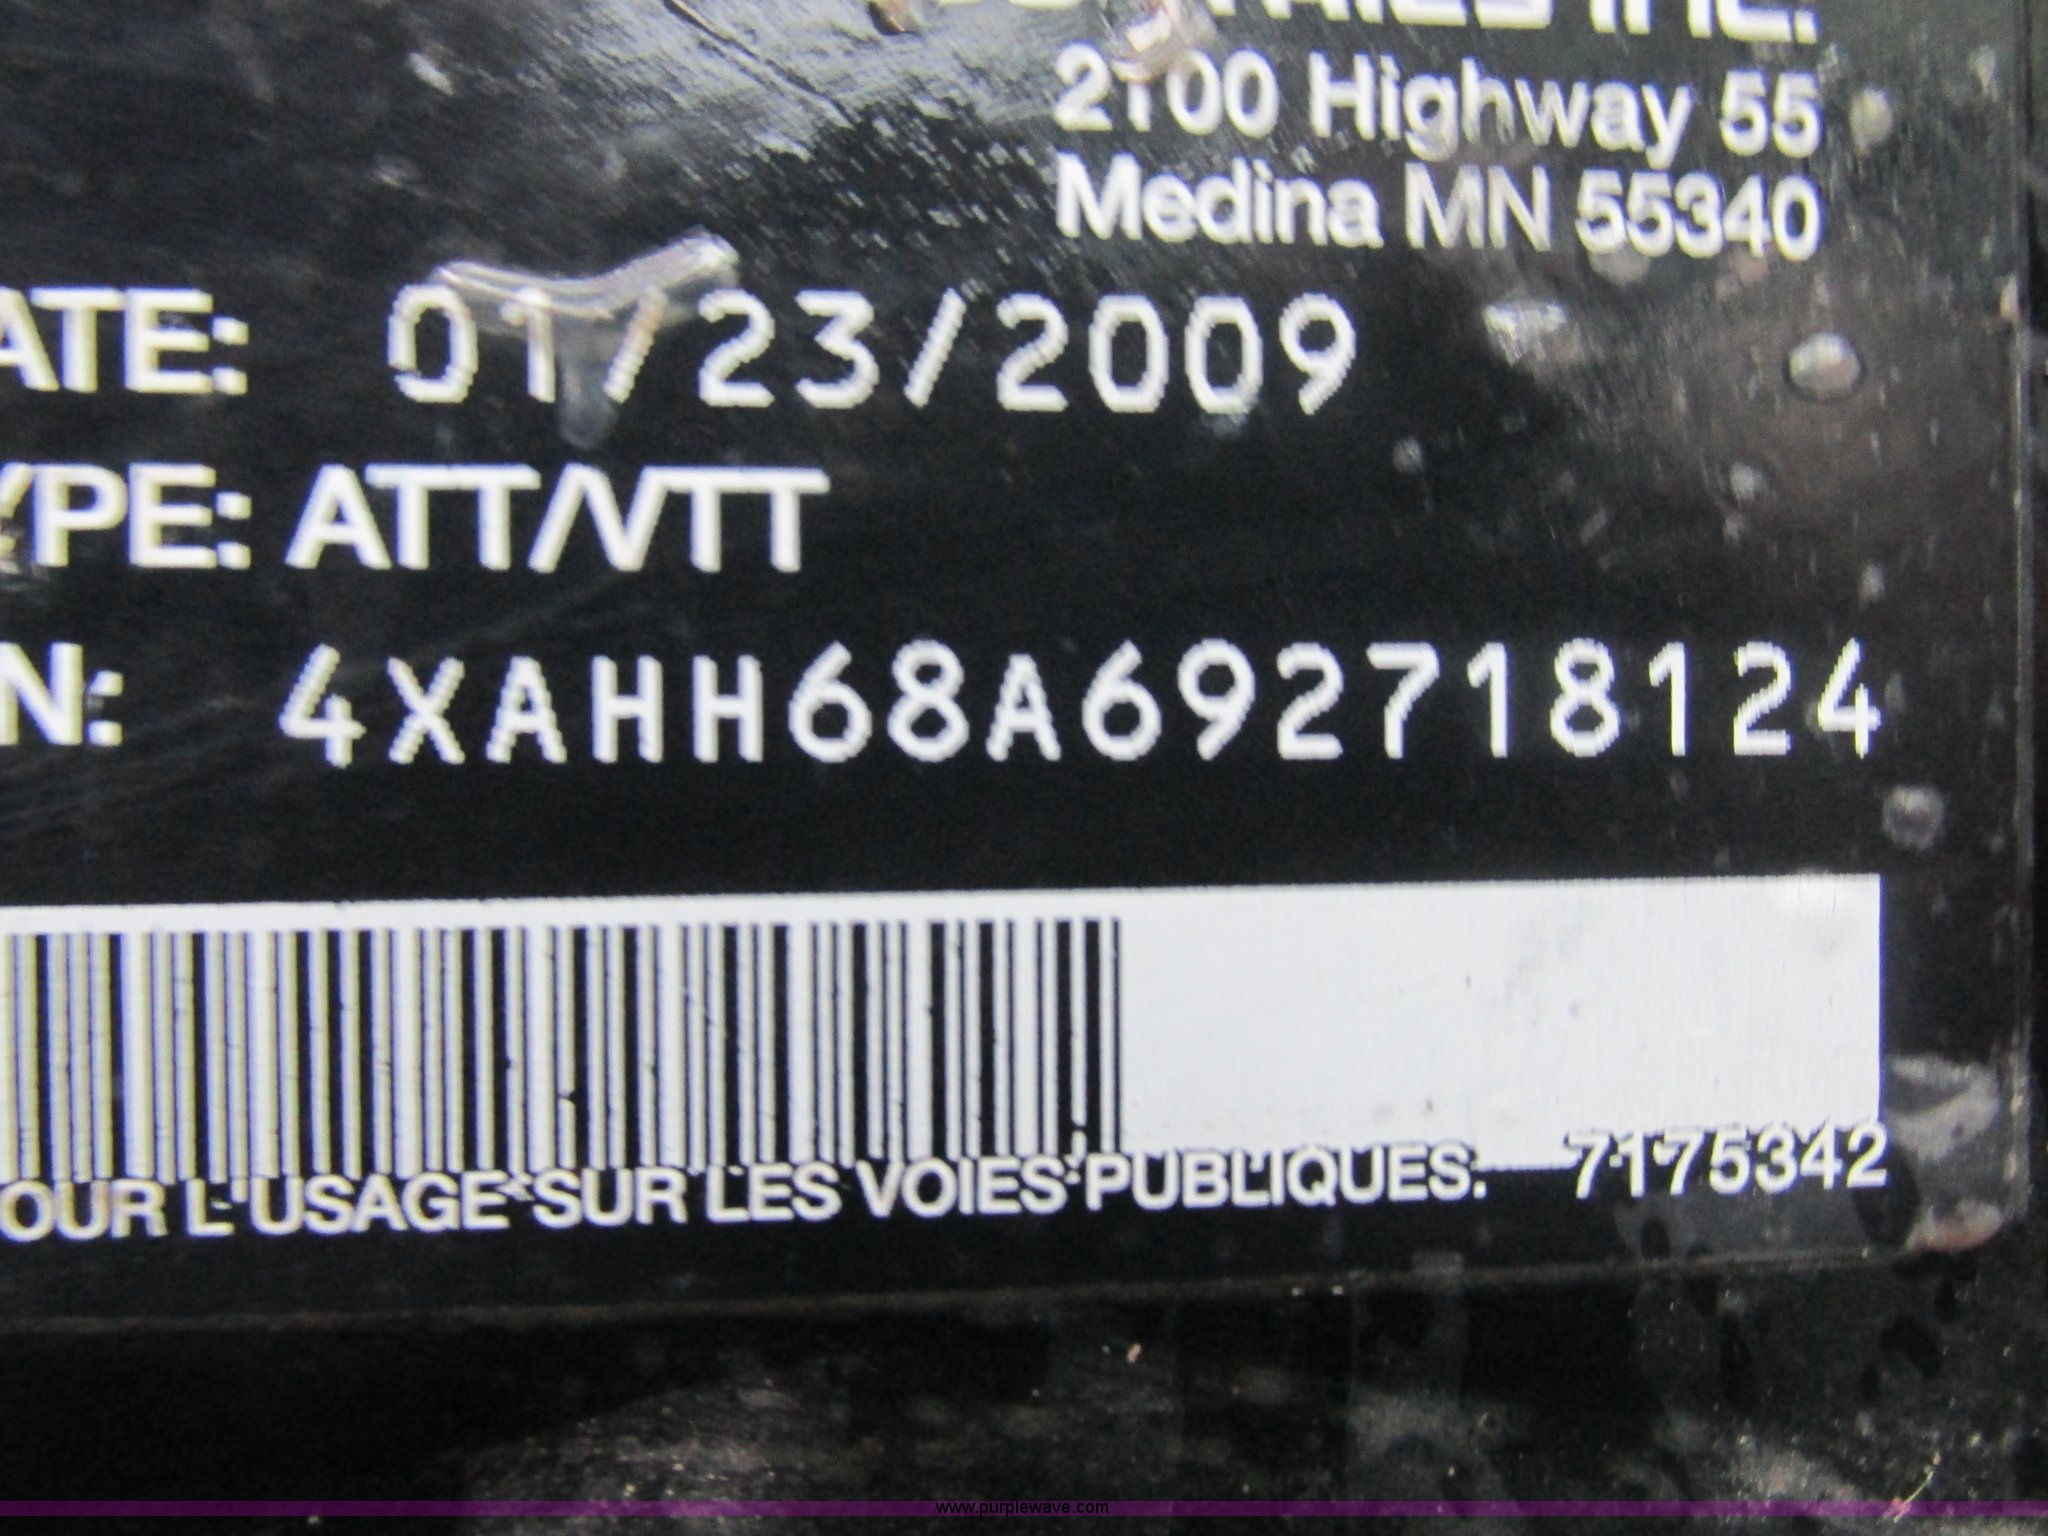 INC.
2100 Highway 55
Medina MN 55340
ATE: 01/23/2009
YPE: ATT/VTT
N: 4XAHH68A692718124
OUR L'USAGE SUR LES VOIES PUBLIQUES. 7175342
www.purplewave.com